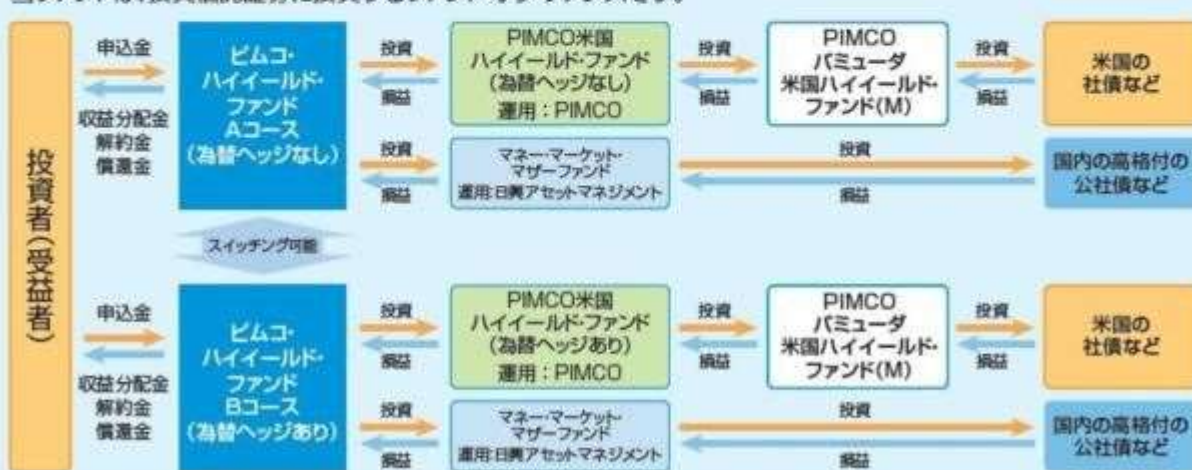 投資者(受益者)
申込金
収益分配金
解約金
償還金
ピムコ・
ハイイールド・
ファンド
Aコース
(為替ヘッジなし)
投資
損益
PIMCO米国
ハイイールド・ファンド
(為替ヘッジなし)
運用：PIMCO
投資
損益
PIMCO
バミューダ
米国ハイイールド・
ファンド(M)
投資
損益
米国の
社債など
投資
損益
マネー・マーケット・
マザーファンド
運用:日興アセットマネジメント
投資
損益
国内の高格付の
公社債など
スイッチング可能
申込金
収益分配金
解約金
償還金
ピムコ・
ハイイールド・
ファンド
Bコース
(為替ヘッジあり)
投資
損益
PIMCO米国
ハイイールド・ファンド
(為替ヘッジあり)
運用：PIMCO
投資
損益
PIMCO
バミューダ
米国ハイイールド・
ファンド(M)
投資
損益
米国の
社債など
投資
損益
マネー・マーケット・
マザーファンド
運用:日興アセットマネジメント
投資
損益
国内の高格付の
公社債など